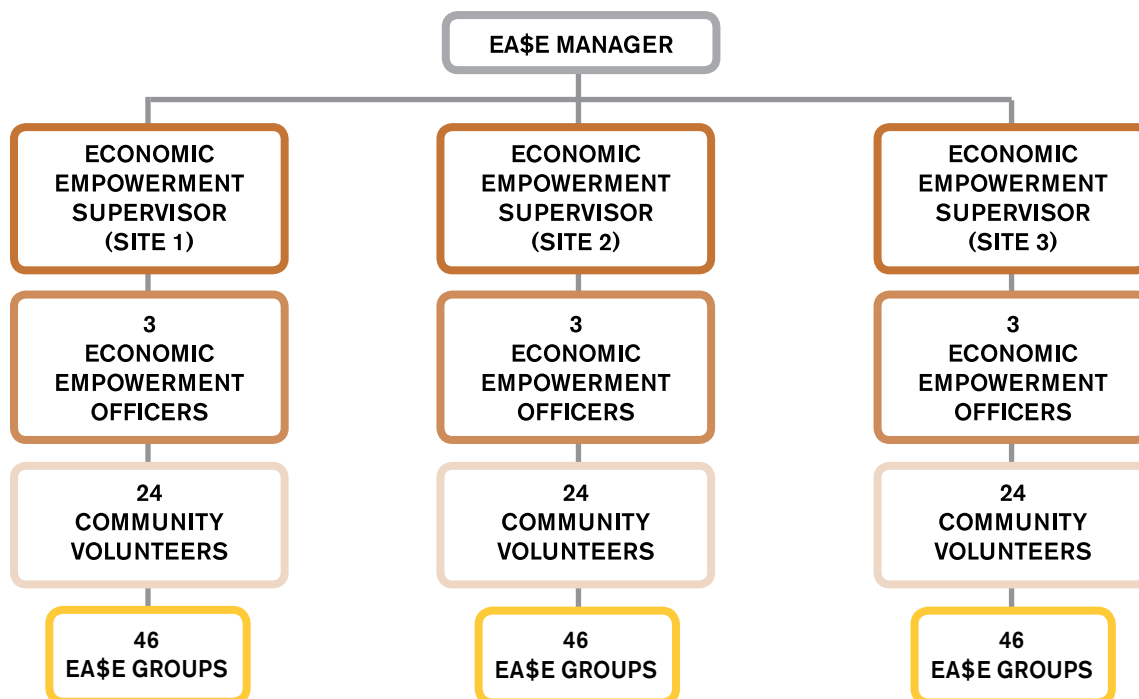 EA$E MANAGER
ECONOMIC
EMPOWERMENT
SUPERVISOR
(SITE 1)
ECONOMIC
EMPOWERMENT
SUPERVISOR
(SITE 2)
ECONOMIC
EMPOWERMENT
SUPERVISOR
(SITE 3)
3
ECONOMIC
EMPOWERMENT
OFFICERS
3
ECONOMIC
EMPOWERMENT
OFFICERS
3
ECONOMIC
EMPOWERMENT
OFFICERS
24
COMMUNITY
VOLUNTEERS
24
COMMUNITY
VOLUNTEERS
24
COMMUNITY
VOLUNTEERS
46
EA$E GROUPS
46
EA$E GROUPS
46
EA$E GROUPS